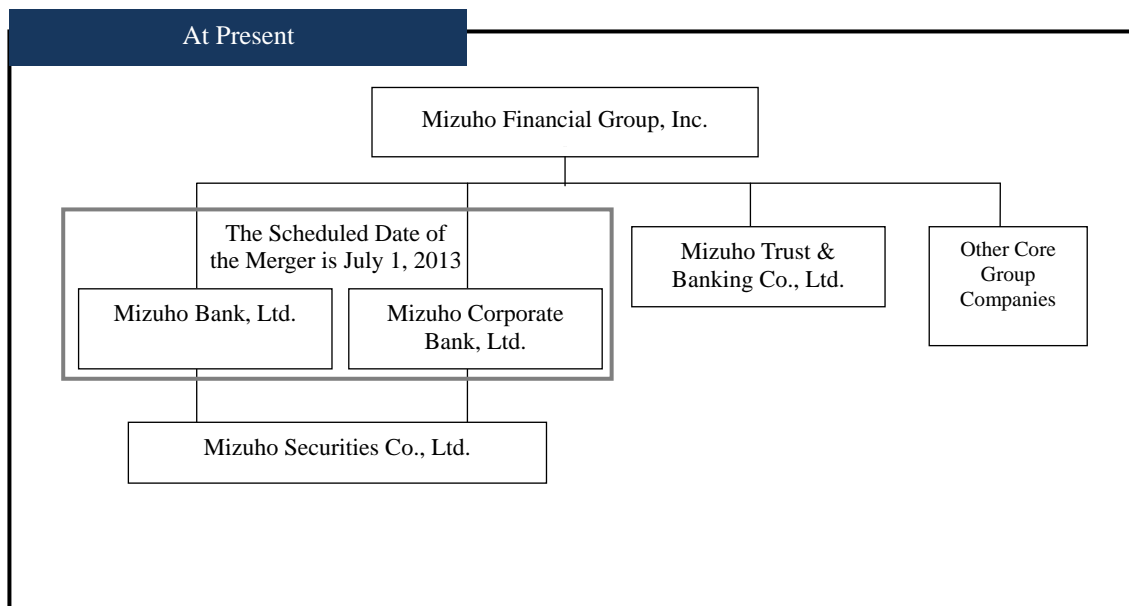 At Present
Mizuho Financial Group, Inc.
The Scheduled Date of
the Merger is July 1, 2013
Mizuho Bank, Ltd.
Mizuho Corporate
Bank, Ltd.
Mizuho Trust &
Banking Co., Ltd.
Other Core
Group
Companies
Mizuho Securities Co., Ltd.